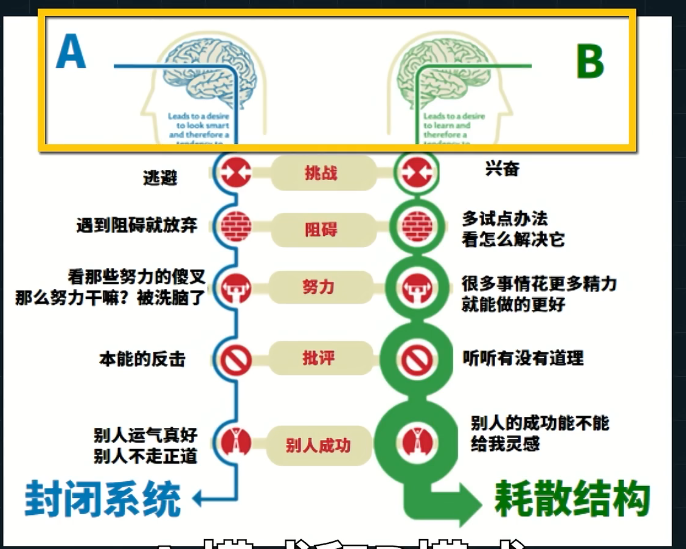 A
B
Leads to a desire
to look smart
and therefore a
Leads to a desire
to learn and
therefore a
逃避
挑战
兴奋
遇到阻碍就放弃
阻碍
多试点办法
看怎么解决它
看那些努力的傻叉
那么努力干嘛？被洗脑了
努力
很多事情花更多精力
就能做的更好
本能的反击
批评
听听有没有道理
别人运气真好
别人不走正道
别人成功
别人的成功能不能
给我灵感
封闭系统
耗散结构